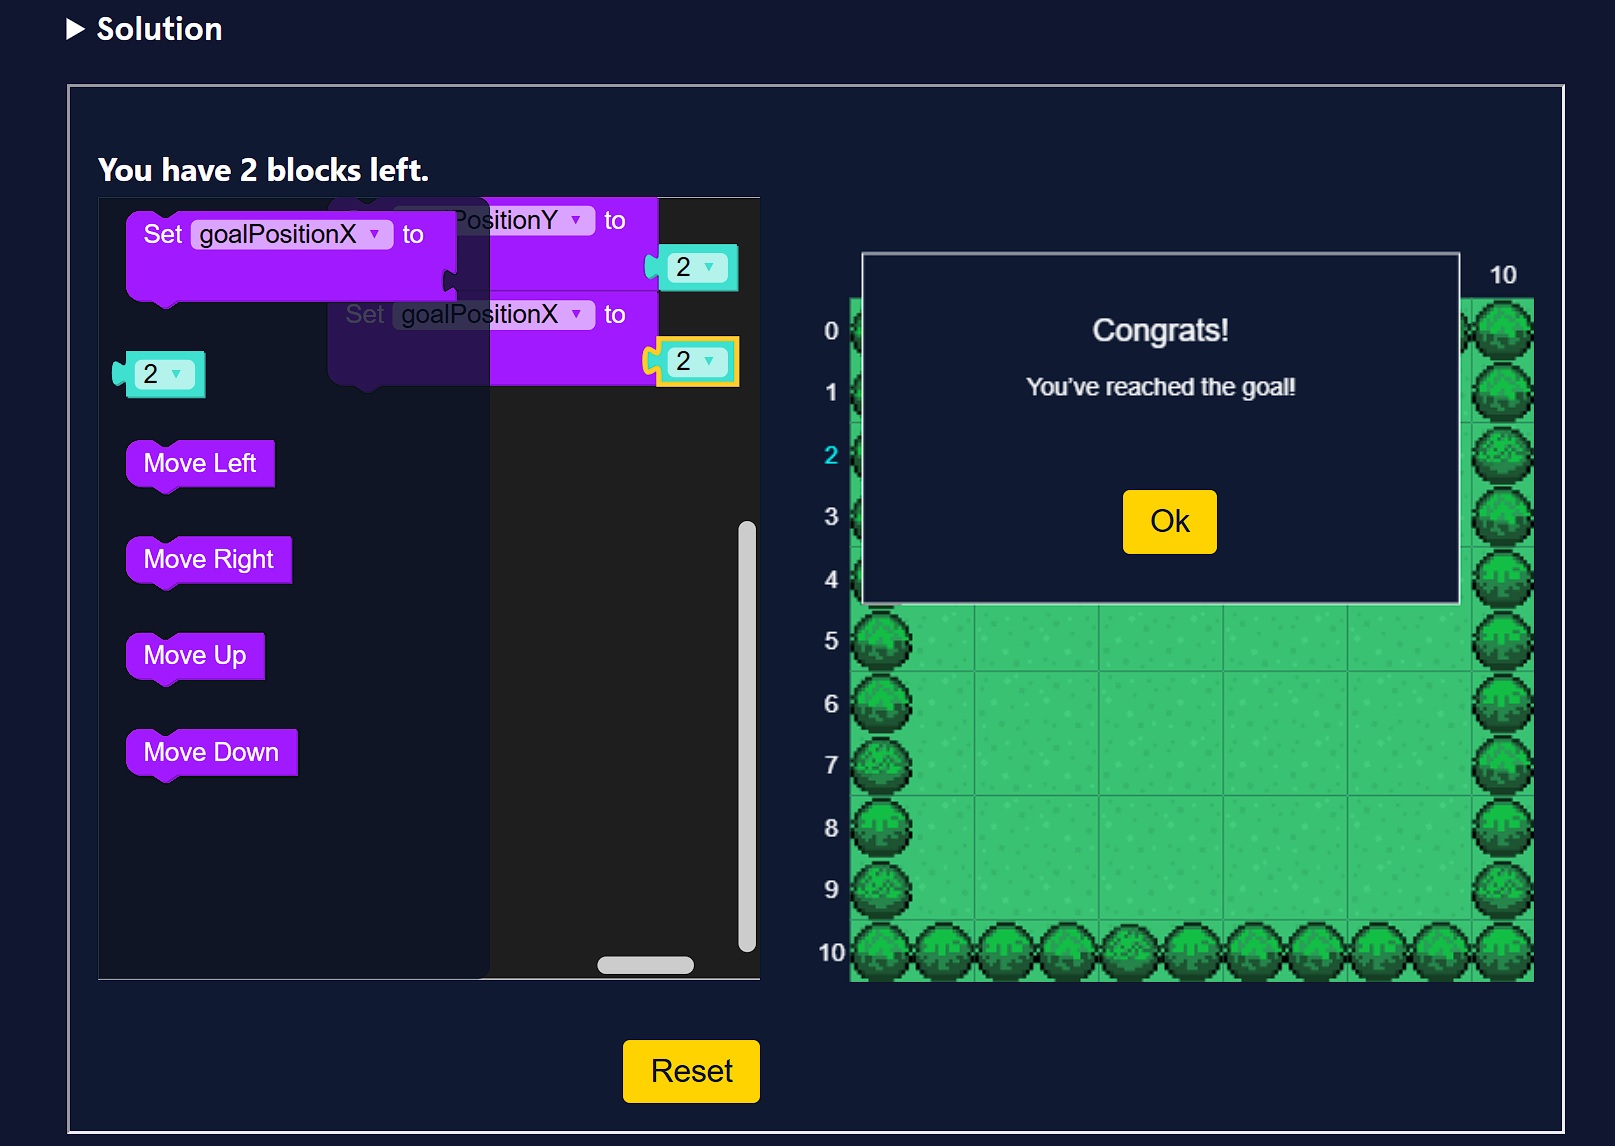 Solution
You have 2 blocks left.
Set goalPositionX to
PositionY to
2
Set goalPositionX to
2
2
Move Left
Move Right
Move Up
Move Down
Reset
10
0
1
2
3
4
5
6
7
8
9
10
Congrats!
You've reached the goal!
Ok